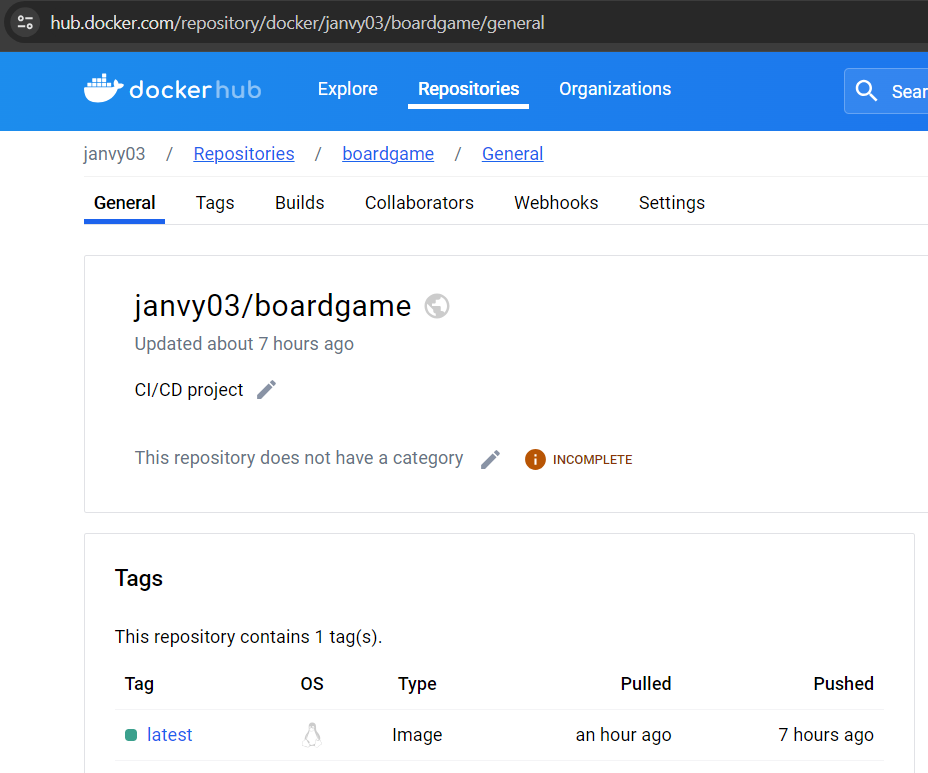 hub.docker.com/repository/docker/janvy03/boardgame/general
dockerhub Explore Repositories Organizations Sear
janvy03 / Repositories / boardgame / General
General Tags Builds Collaborators Webhooks Settings
janvy03/boardgame
Updated about 7 hours ago
CI/CD project
This repository does not have a category INCOMPLETE
Tags
This repository contains 1 tag(s).
Tag OS Type Pulled Pushed
latest Image an hour ago 7 hours ago